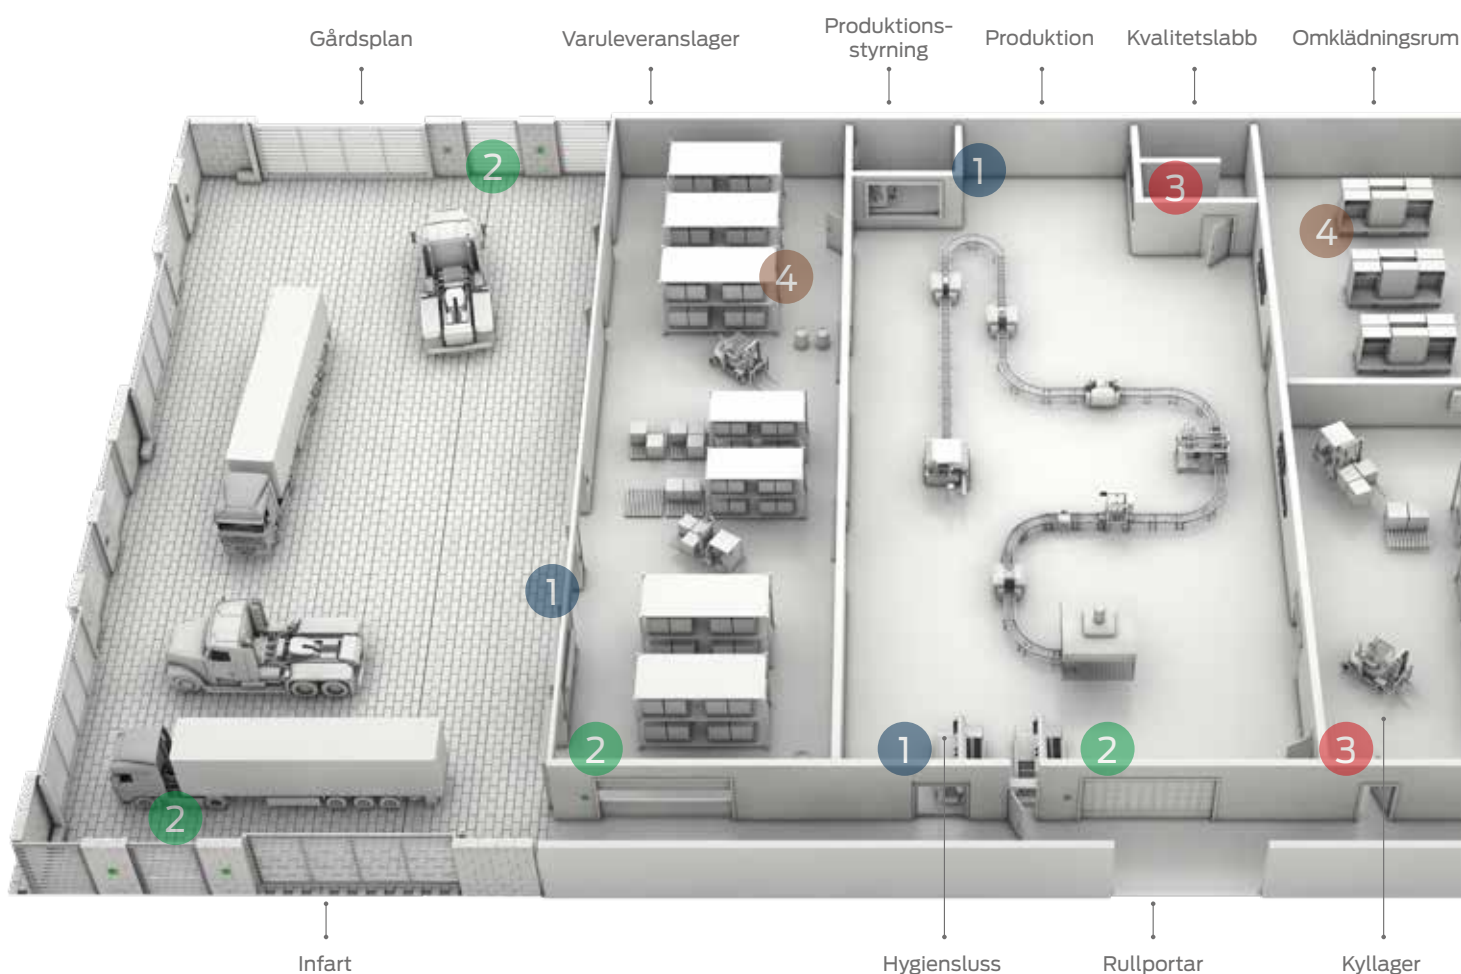 Gårdsplan
Varuleveranslager
Produktions-
styrning
Produktion
Kvalitetslabb
Omklädningsrum
2
1
3
4
4
1
2
1
2
3
2
Infart
Hygiensluss
Rullportar
Kyllager